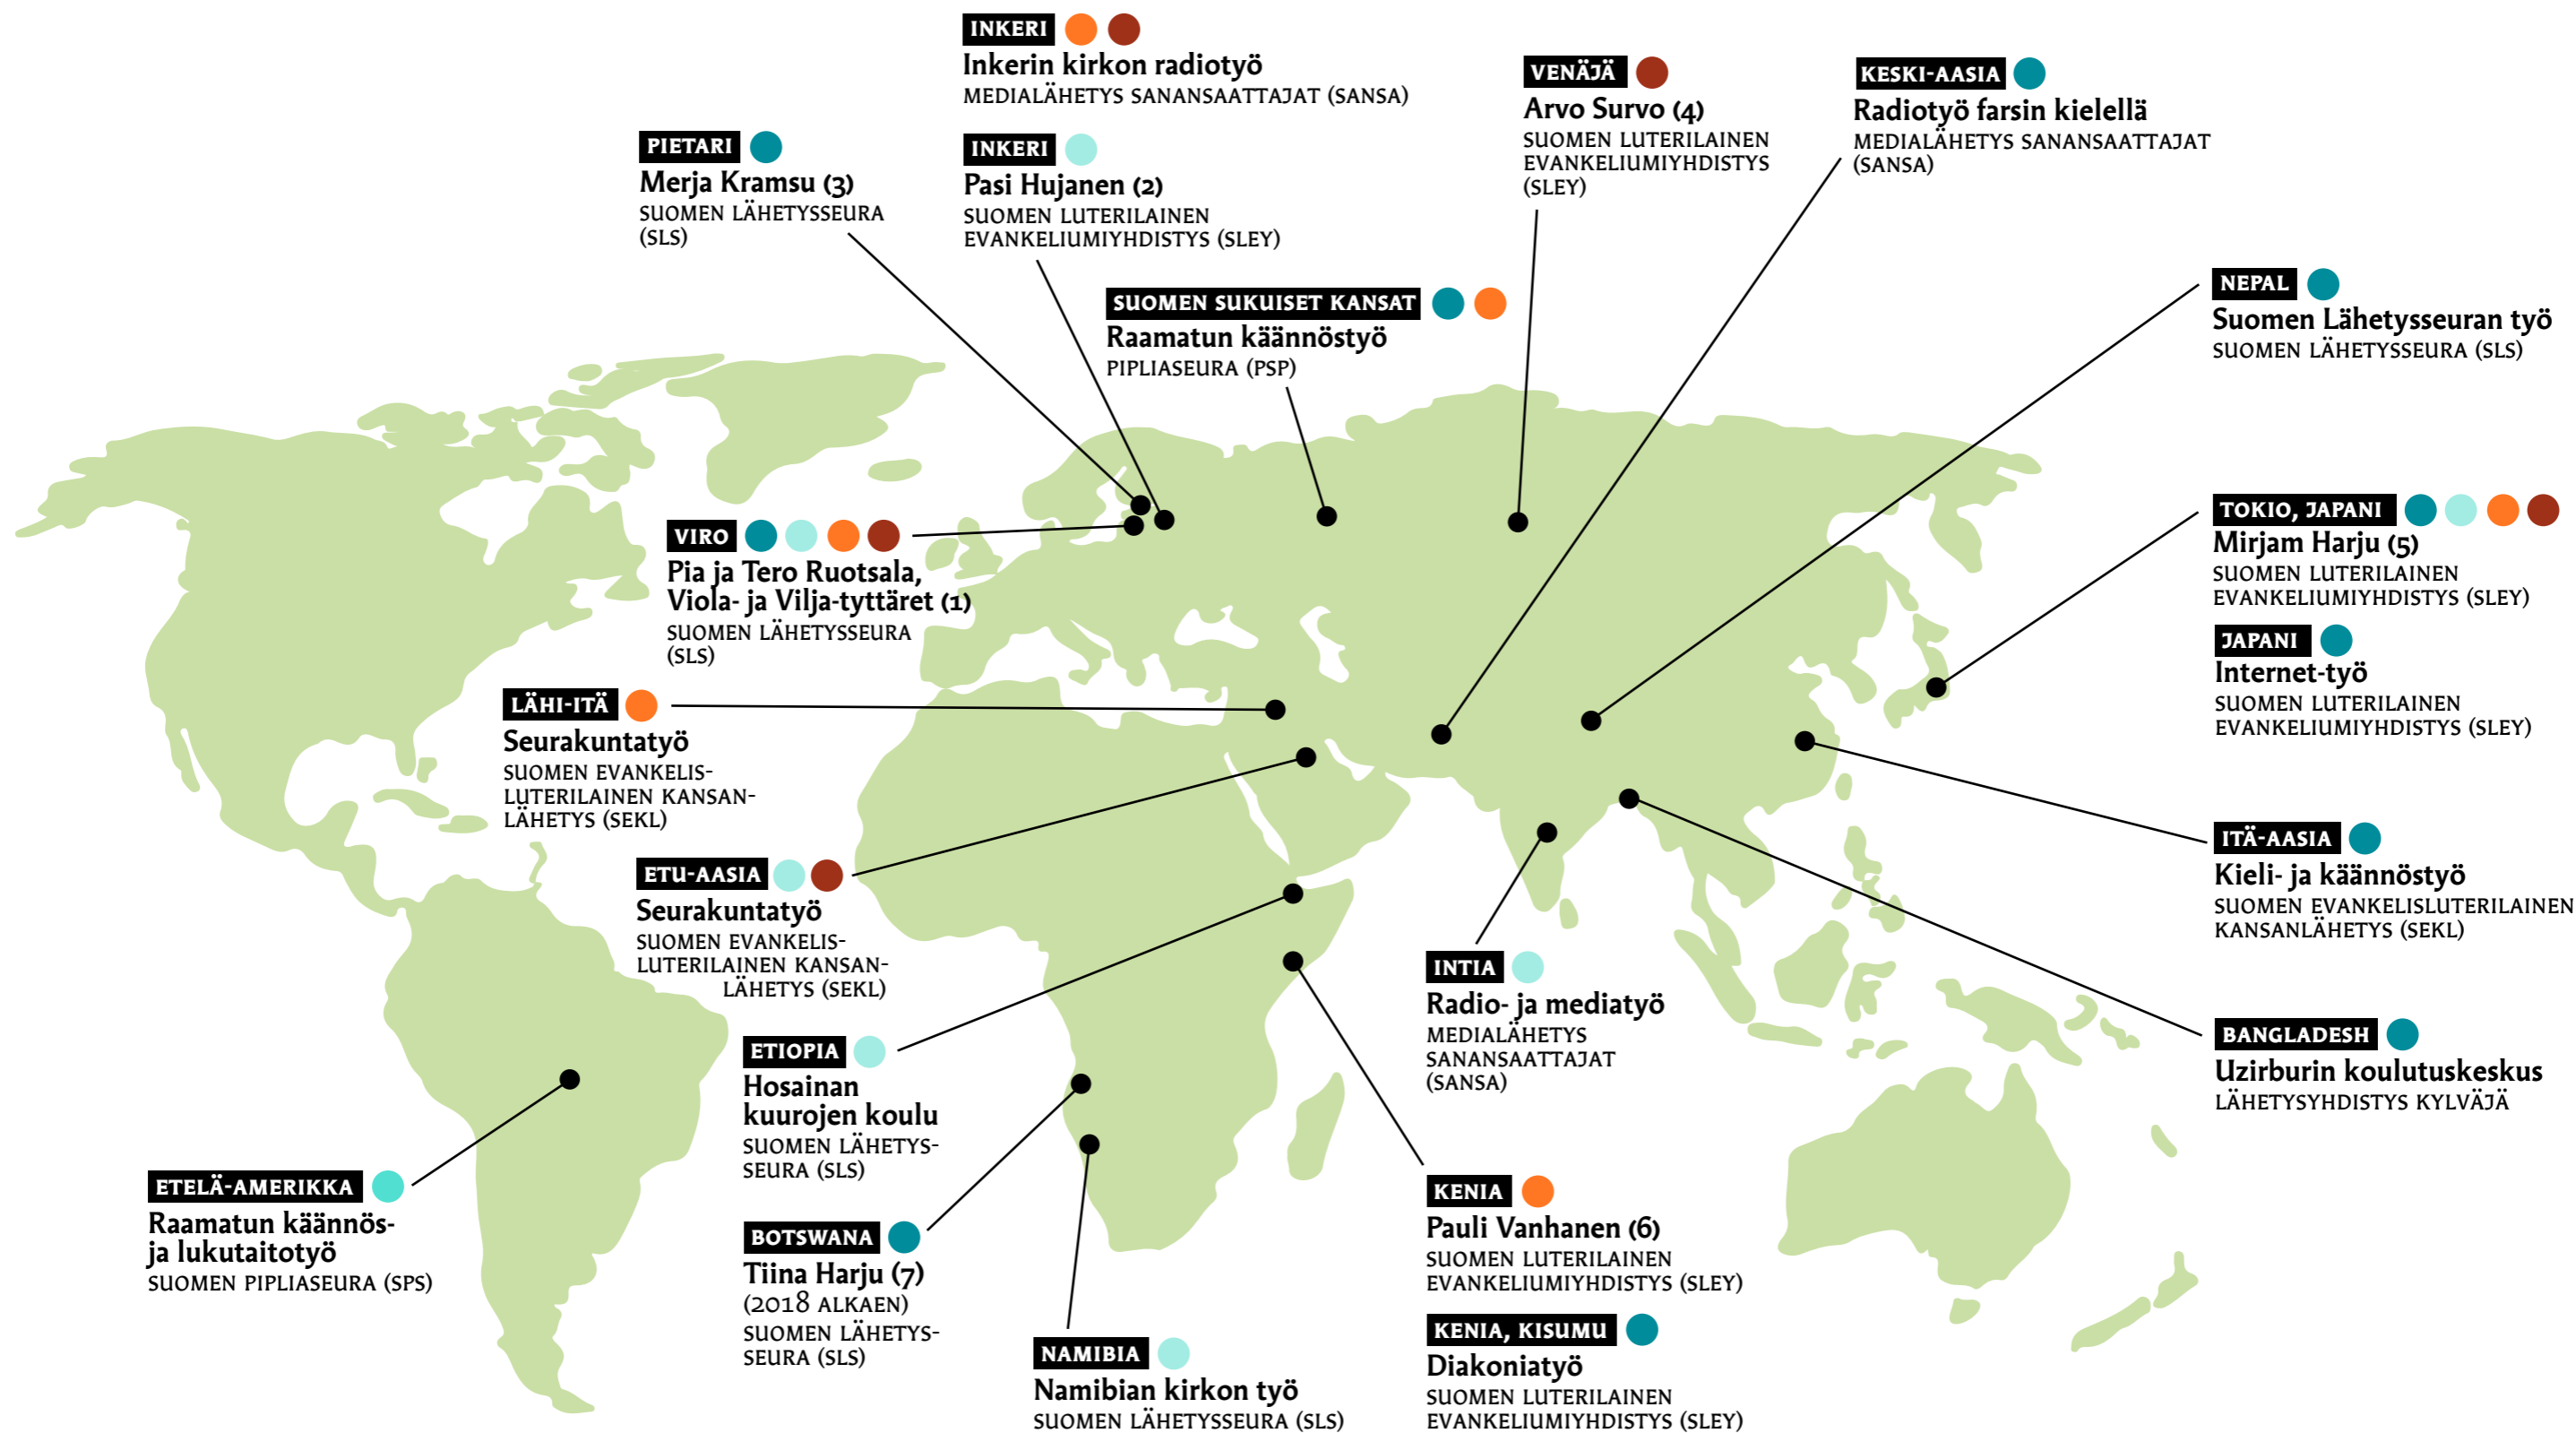 INKERI
Inkerin kirkon radiotyö
MEDIALÄHETYS SANANSAATTAJAT (SANSA)
INKERI
Pasi Hujanen (2)
SUOMEN LUTERILAINEN
EVANKELIUMIYHDISTYS (SLEY)
PIETARI
Merja Kramsu (3)
SUOMEN LÄHETYSSEURA
(SLS)
SUOMEN SUKUISET KANSAT
Raamatun käännöstyö
PIPLIASEURA (PSP)
VENÄJÄ
Arvo Survo (4)
SUOMEN LUTERILAINEN
EVANKELIUMIYHDISTYS
(SLEY)
KESKI-AASIA
Radiotyö farsin kielellä
MEDIALÄHETYS SANANSAATTAJAT
(SANSA)
NEPAL
Suomen Lähetysseuran työ
SUOMEN LÄHETYSSEURA (SLS)
TOKIO, JAPANI
Mirjam Harju (5)
SUOMEN LUTERILAINEN
EVANKELIUMIYHDISTYS (SLEY)
JAPANI
Internet-työ
SUOMEN LUTERILAINEN
EVANKELIUMIYHDISTYS (SLEY)
VIRO
Pia ja Tero Ruotsala,
Viola- ja Vilja-tyttäret (1)
SUOMEN LÄHETYSSEURA
(SLS)
LÄHI-ITÄ
Seurakuntatyö
SUOMEN EVANKELIS-
LUTERILAINEN KANSAN-
LÄHETYS (SEKL)
ETU-AASIA
Seurakuntatyö
SUOMEN EVANKELIS-
LUTERILAINEN KANSAN-
LÄHETYS (SEKL)
ITÄ-AASIA
Kieli- ja käännöstyö
SUOMEN EVANKELISLUTERILAINEN
KANSANLÄHETYS (SEKL)
INTIA
Radio- ja mediatyö
MEDIALÄHETYS
SANANSAATTAJAT
(SANSA)
BANGLADESH
Uzirburin koulutuskeskus
LÄHETYSYHDISTYS KYLVÄJÄ
ETIOPIA
Hosainan
kuurojen koulu
SUOMEN LÄHETYS-
SEURA (SLS)
ETELÄ-AMERIKKA
Raamatun käännös-
ja lukutaitotyö
SUOMEN PIPLIASEURA (SPS)
BOTSWANA
Tiina Harju (7)
(2018 ALKAEN)
SUOMEN LÄHETYS-
SEURA (SLS)
NAMIBIA
Namibian kirkon työ
SUOMEN LÄHETYSSEURA (SLS)
KENIA
Pauli Vanhanen (6)
SUOMEN LUTERILAINEN
EVANKELIUMIYHDISTYS (SLEY)
KENIA, KISUMU
Diakoniatyö
SUOMEN LUTERILAINEN
EVANKELIUMIYHDISTYS (SLEY)